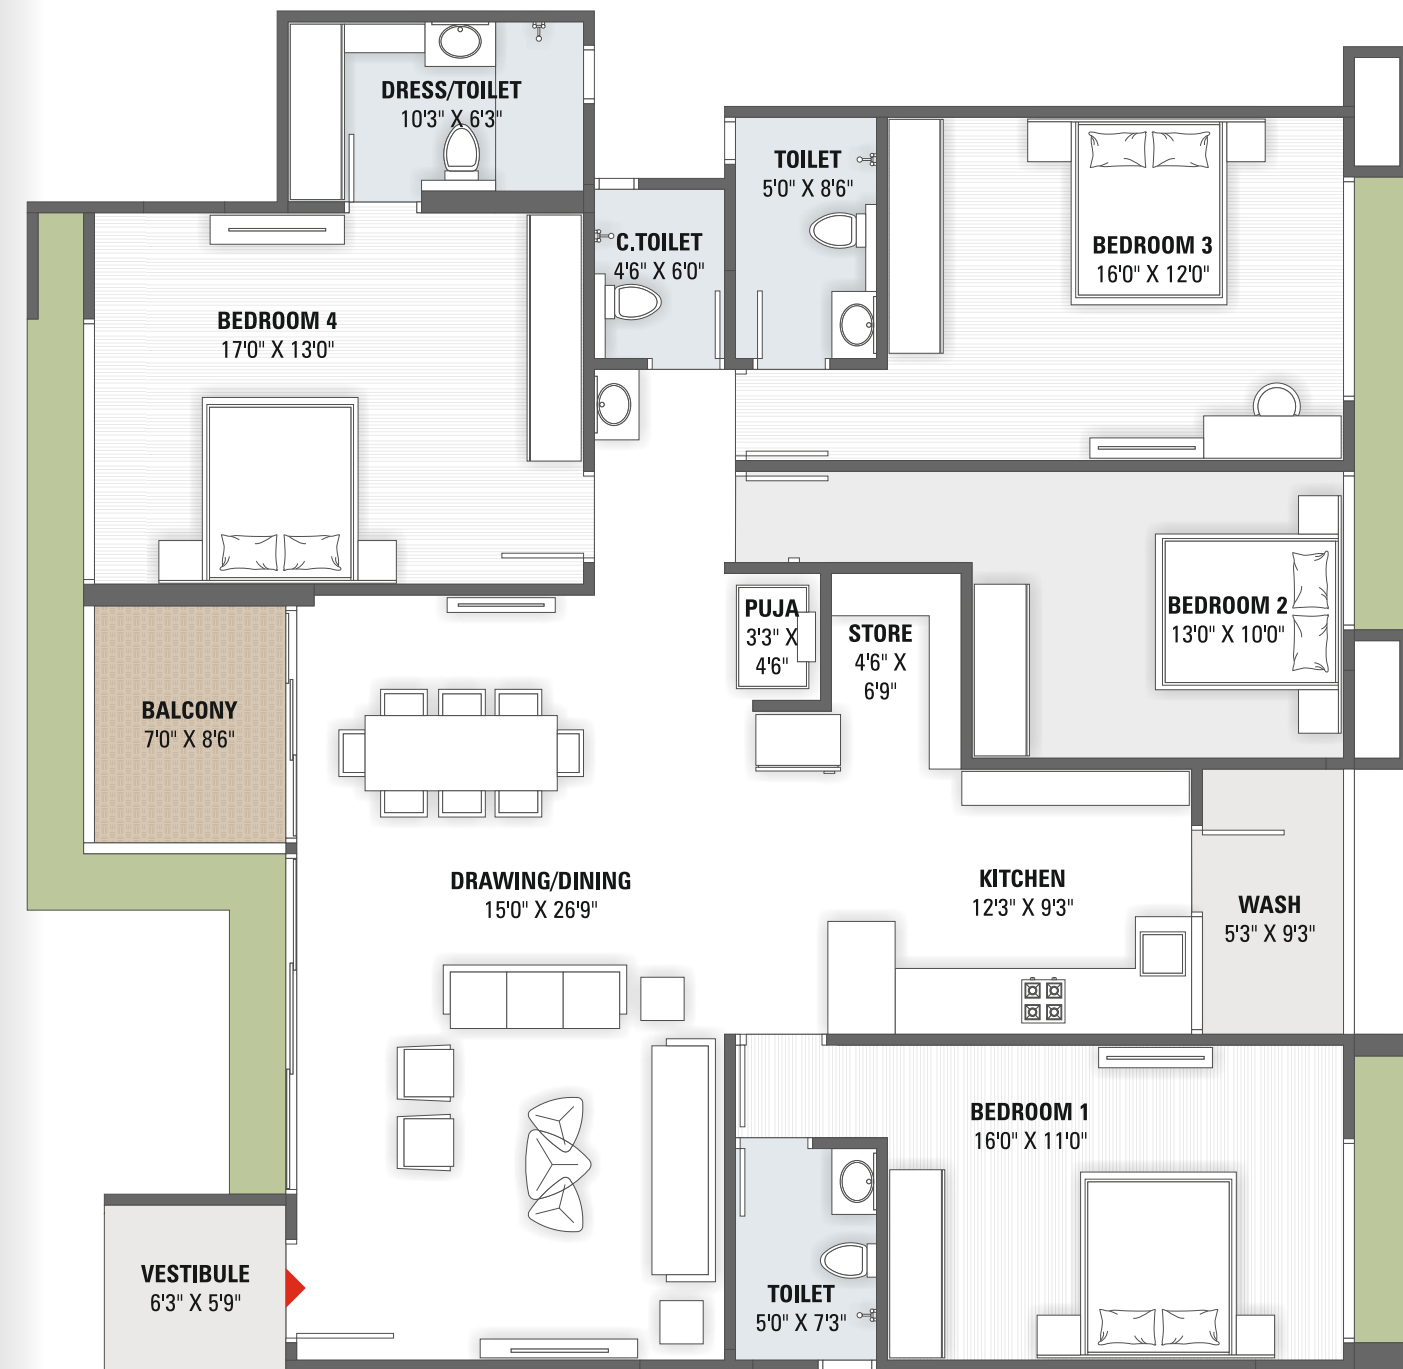 DRESS/TOILET
10'3" X 6'3"
TOILET
5'0" X 8'6"
C.TOILET
4'6" X 6'0"
BEDROOM 3
16'0" X 12'0"
BEDROOM 4
17'0" X 13'0"
PUJA
3'3" X
4'6"
STORE
4'6" X
6'9"
BEDROOM 2
13'0" X 10'0"
BALCONY
7'0" X 8'6"
DRAWING/DINING
15'0" X 26'9"
KITCHEN
12'3" X 9'3"
WASH
5'3" X 9'3"
BEDROOM 1
16'0" X 11'0"
VESTIBULE
6'3" X 5'9"
TOILET
5'0" X 7'3"